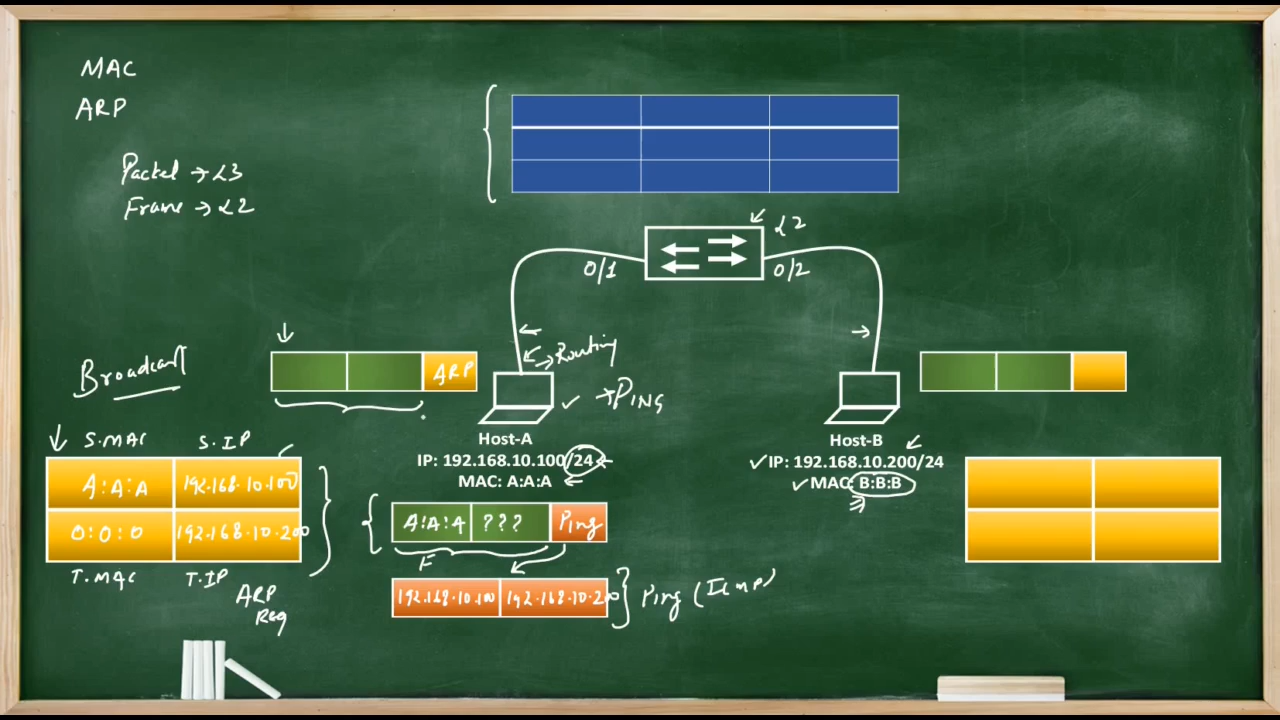 MAC
ARP
Packet → L3
Frame → L2
L2
0/1
0/2
Routing
Broadcast
ARP
PING
S.MAC S.IP
Host-A
Host-B
IP: 192.168.10.100/24
IP: 192.168.10.200/24
MAC: A:A:A
MAC: B:B:B
A:A:A 192.168.10.100
0:0:0 192.168.10.200
A:A:A ??? Ping
T.MAC T.IP
F
ARP
Req
192.168.10.100 192.168.10.200
Ping (ICMP)